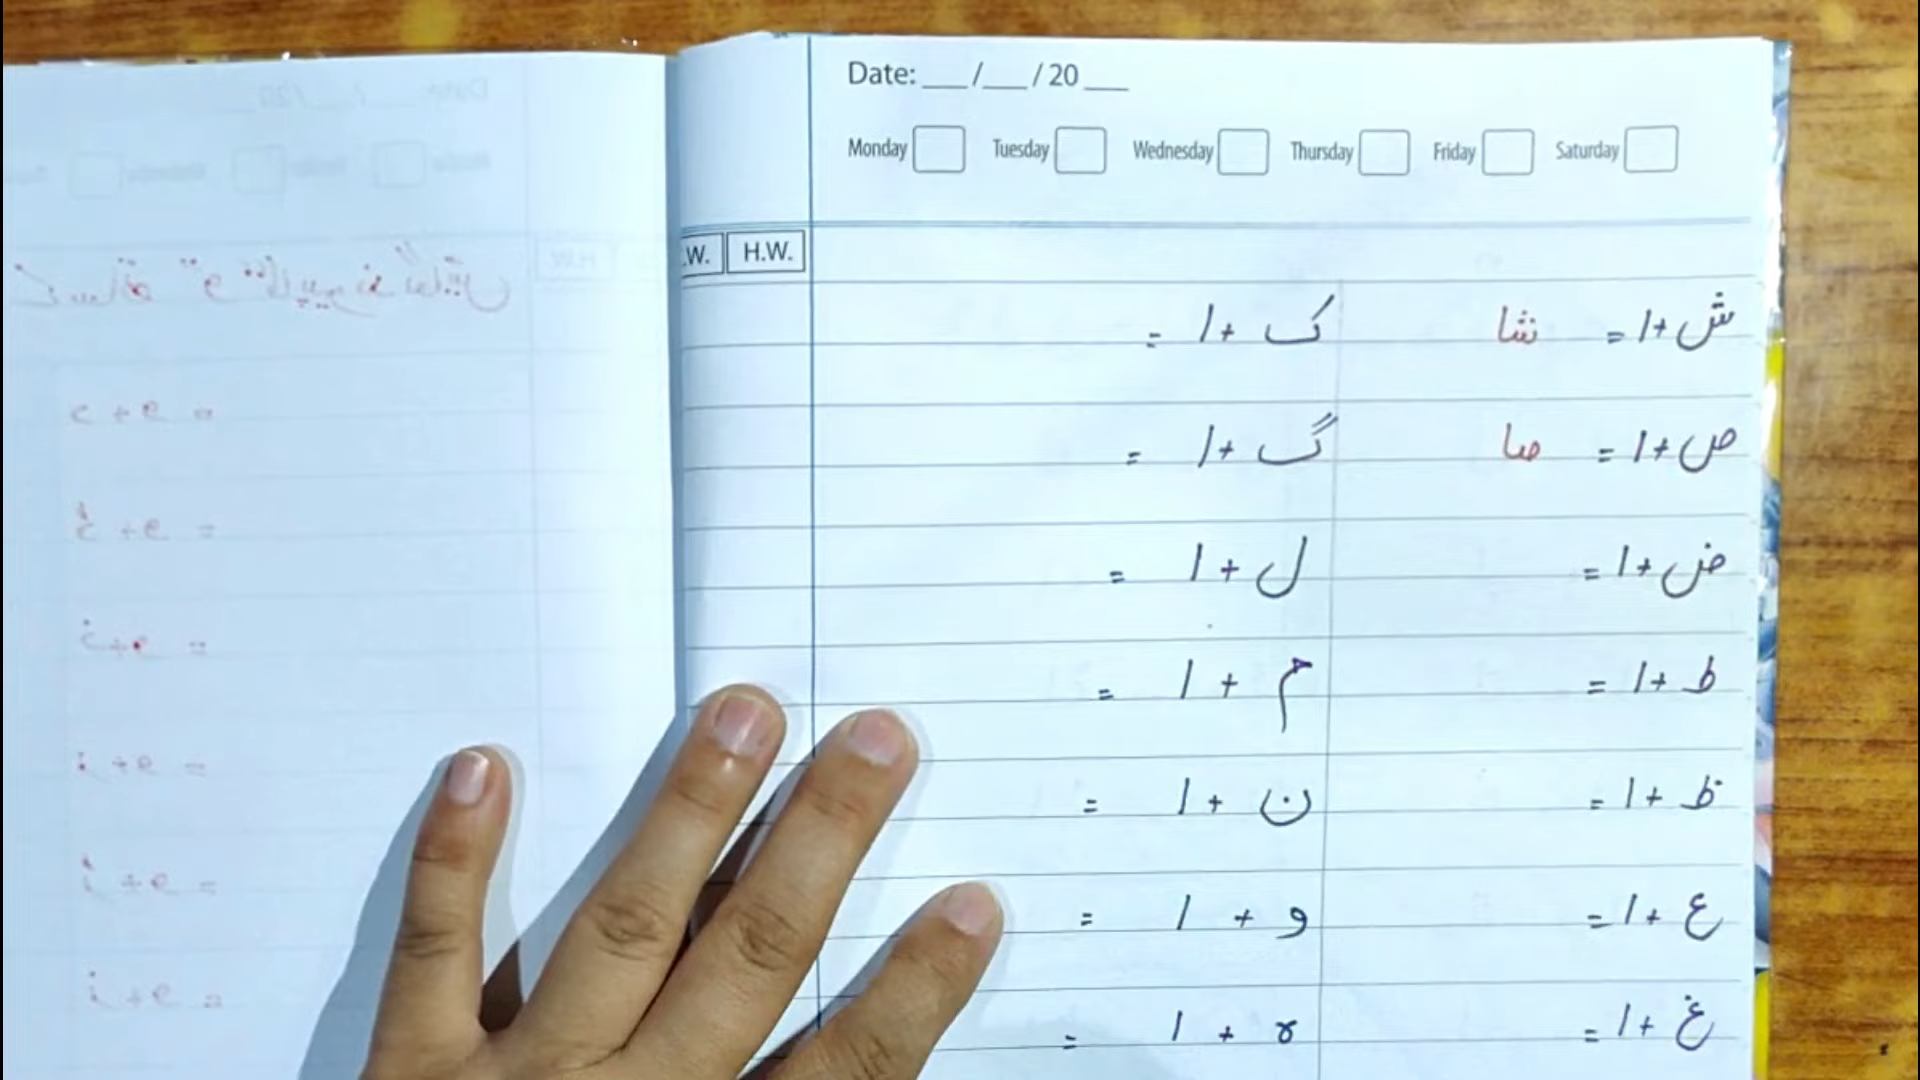 Date: ___/___/20___
Monday Tuesday Wednesday Thursday Friday Saturday
.W. H.W.
ش + ا = شا
ک + ا =
ص + ا = صا
گ + ا =
ض + ا =
ل + ا =
ط + ا =
م + ا =
ظ + ا =
ن + ا =
ع + ا =
و + ا =
غ + ا =
ہ + ا =